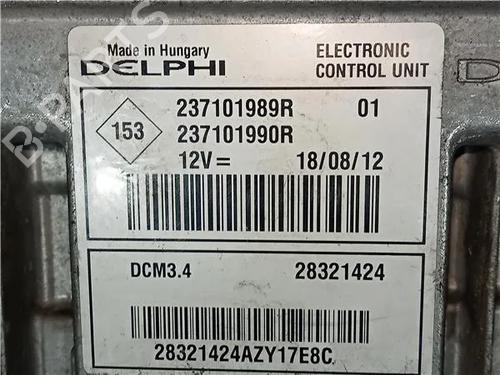 Made in Hungary
DELPHI
ELECTRONIC
CONTROL UNIT
D
153
237101989R 01
237101990R
12V= 18/08/12
DCM3.4 28321424
28321424AZY17E8C
B-PARTS